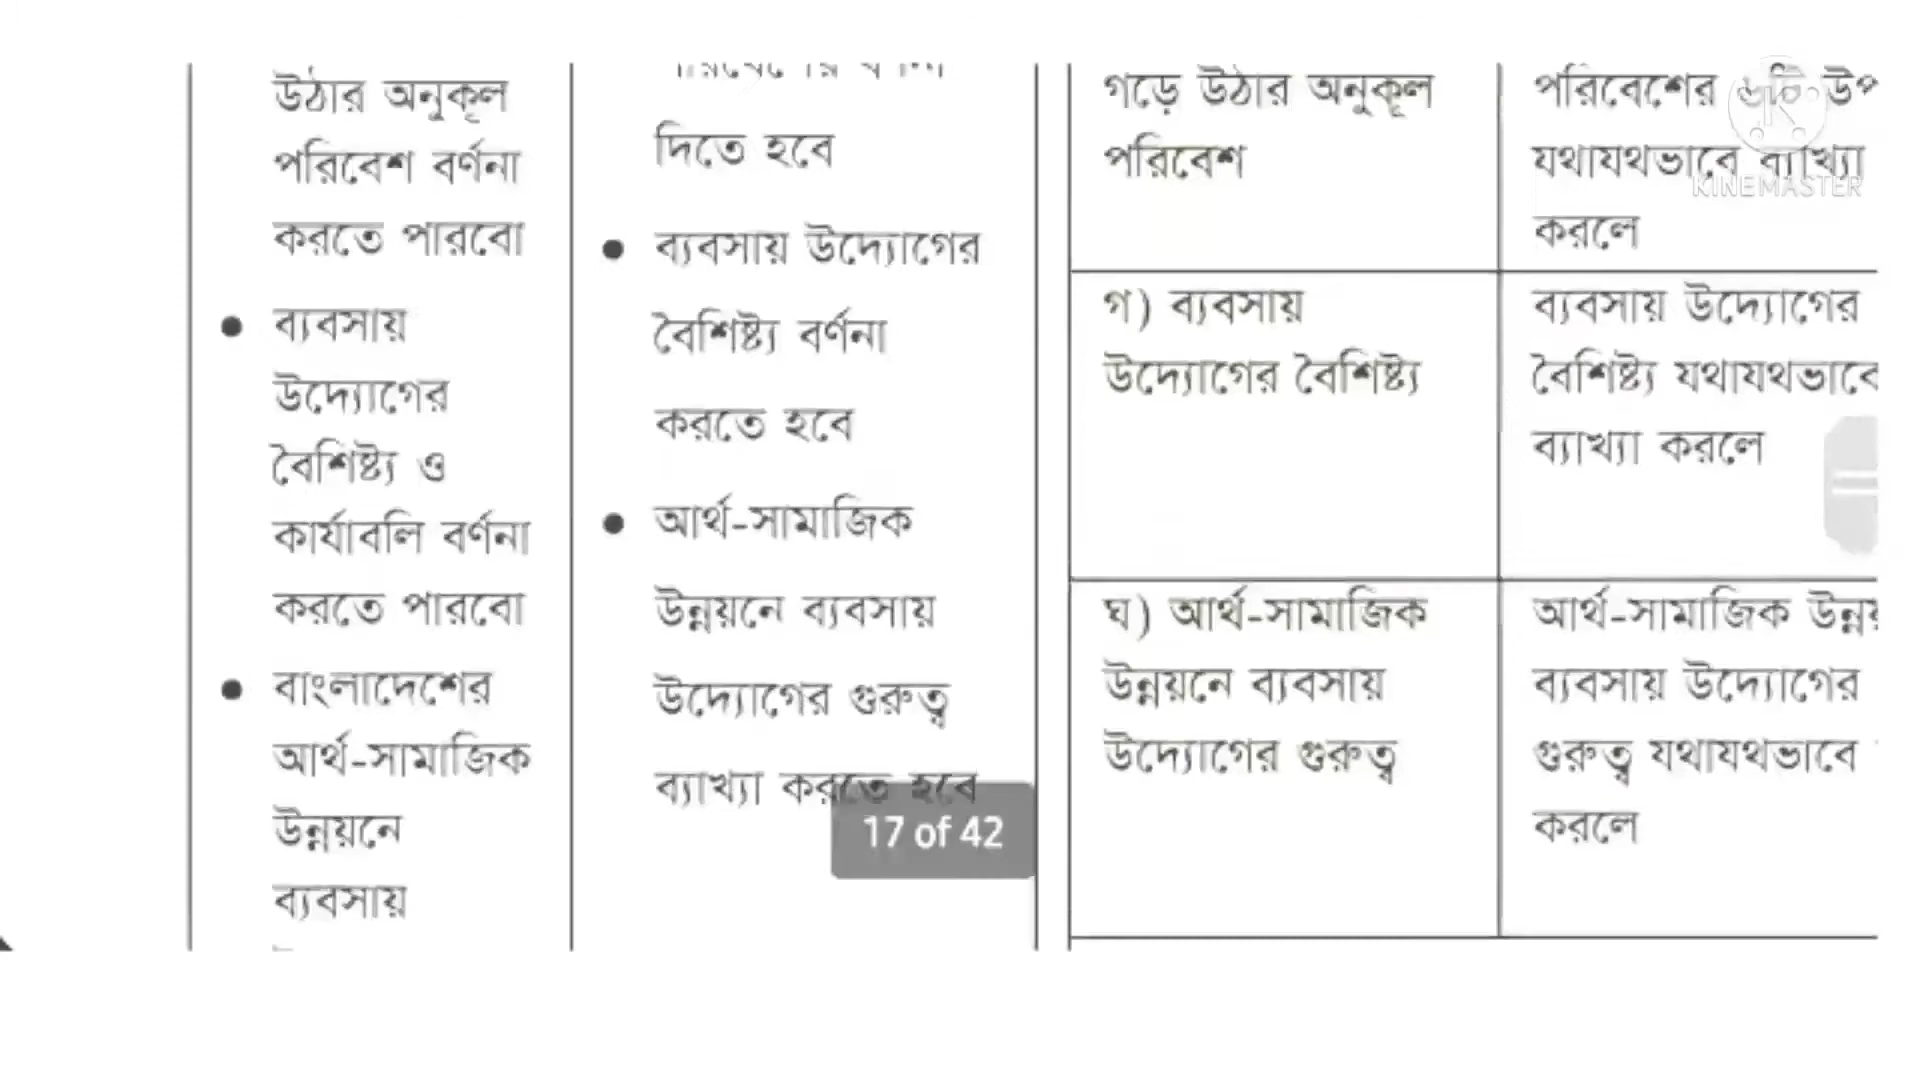 উঠার অনুকূল
পরিবেশ বর্ণনা
করতে পারবো
● ব্যবসায়
উদ্যোগের
বৈশিষ্ট্য ও
কার্যাবলি বর্ণনা
করতে পারবো
● বাংলাদেশের
আর্থ-সামাজিক
উন্নয়নে
ব্যবসায়
দিতে হবে
● ব্যবসায় উদ্যোগের
বৈশিষ্ট্য বর্ণনা
করতে হবে
● আর্থ-সামাজিক
উন্নয়নে ব্যবসায়
উদ্যোগের গুরুত্ব
ব্যাখ্যা করতে হবে
17 of 42
গড়ে উঠার অনুকূল
পরিবেশ
গ) ব্যবসায়
উদ্যোগের বৈশিষ্ট্য
ঘ) আর্থ-সামাজিক
উন্নয়নে ব্যবসায়
উদ্যোগের গুরুত্ব
পরিবেশের
যথাযথভাবে ব্যাখ্যা
করলে
ব্যবসায় উদ্যোগের
বৈশিষ্ট্য যথাযথভাবে
ব্যাখ্যা করলে
আর্থ-সামাজিক
ব্যবসায় উদ্যোগের
গুরুত্ব যথাযথভাবে
করলে
KINEMASTER